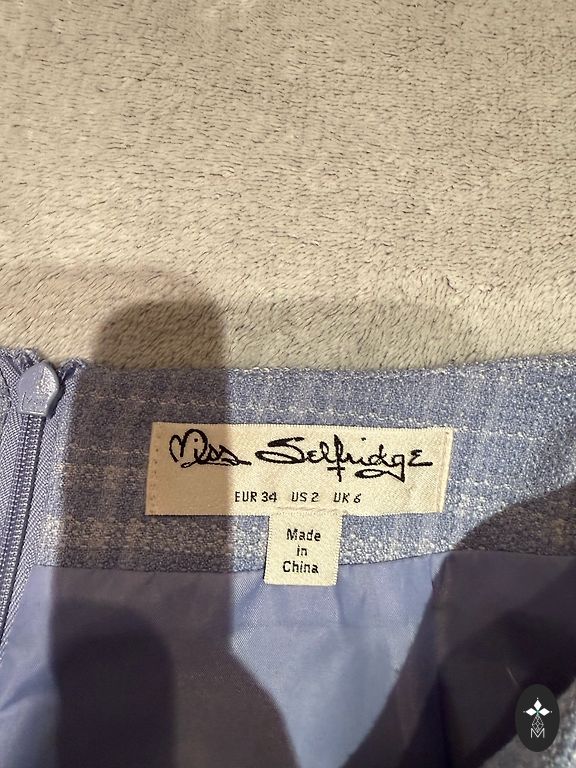 Miss Selfridge
EUR 34 US 2 UK 6
Made
in
China
M